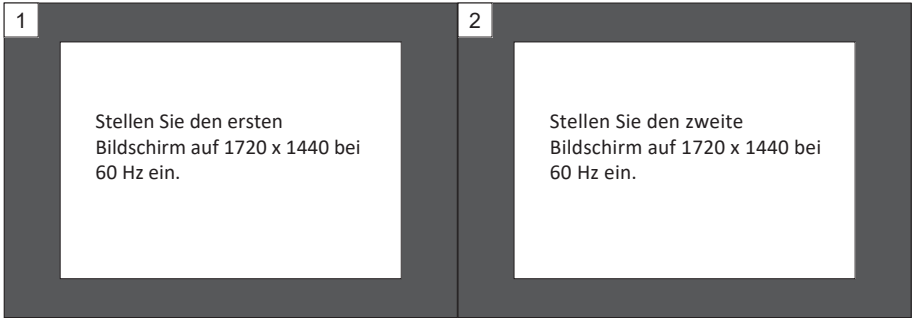 1
Stellen Sie den ersten
Bildschirm auf 1720 x 1440 bei
60 Hz ein.
2
Stellen Sie den zweite
Bildschirm auf 1720 x 1440 bei
60 Hz ein.